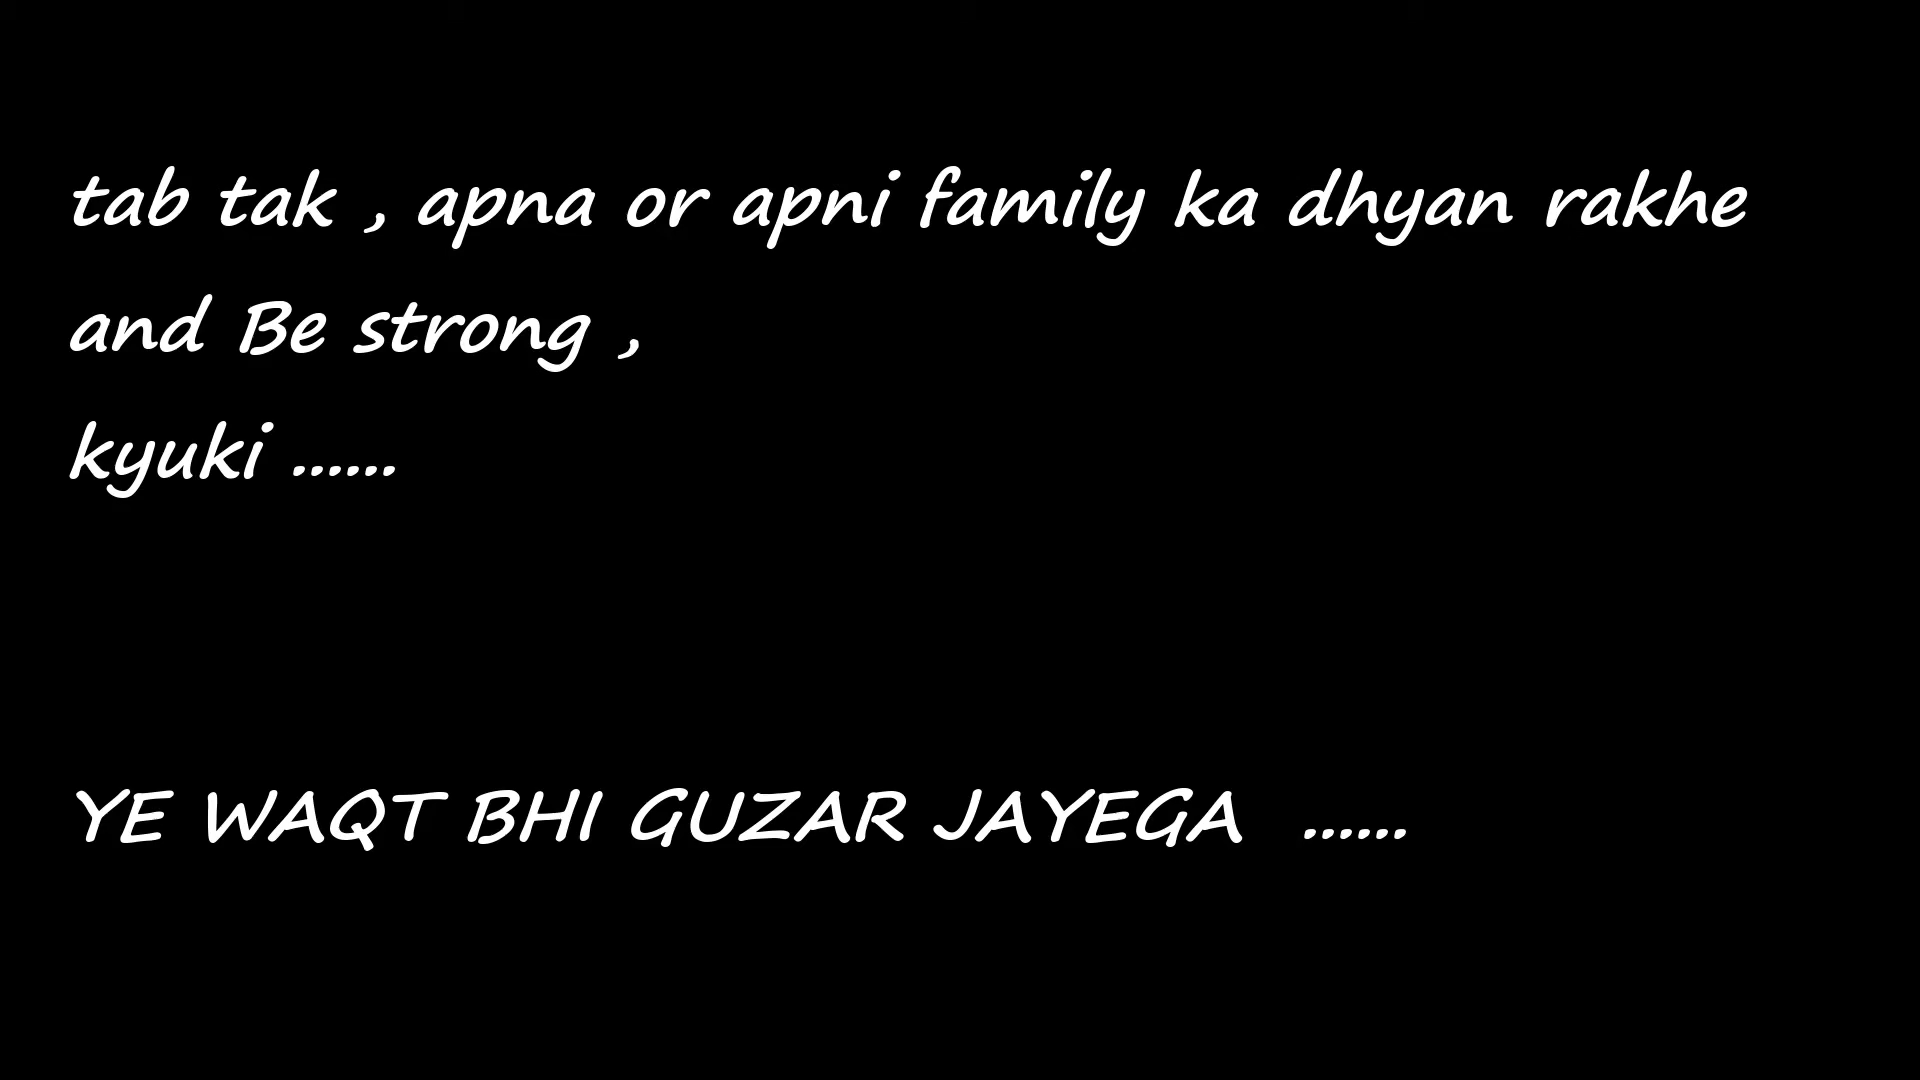 tab tak , apna or apni family ka dhyan rakhe
and Be strong ,
kyuki ......
YE WAQT BHI GUZAR JAYEGA  ......